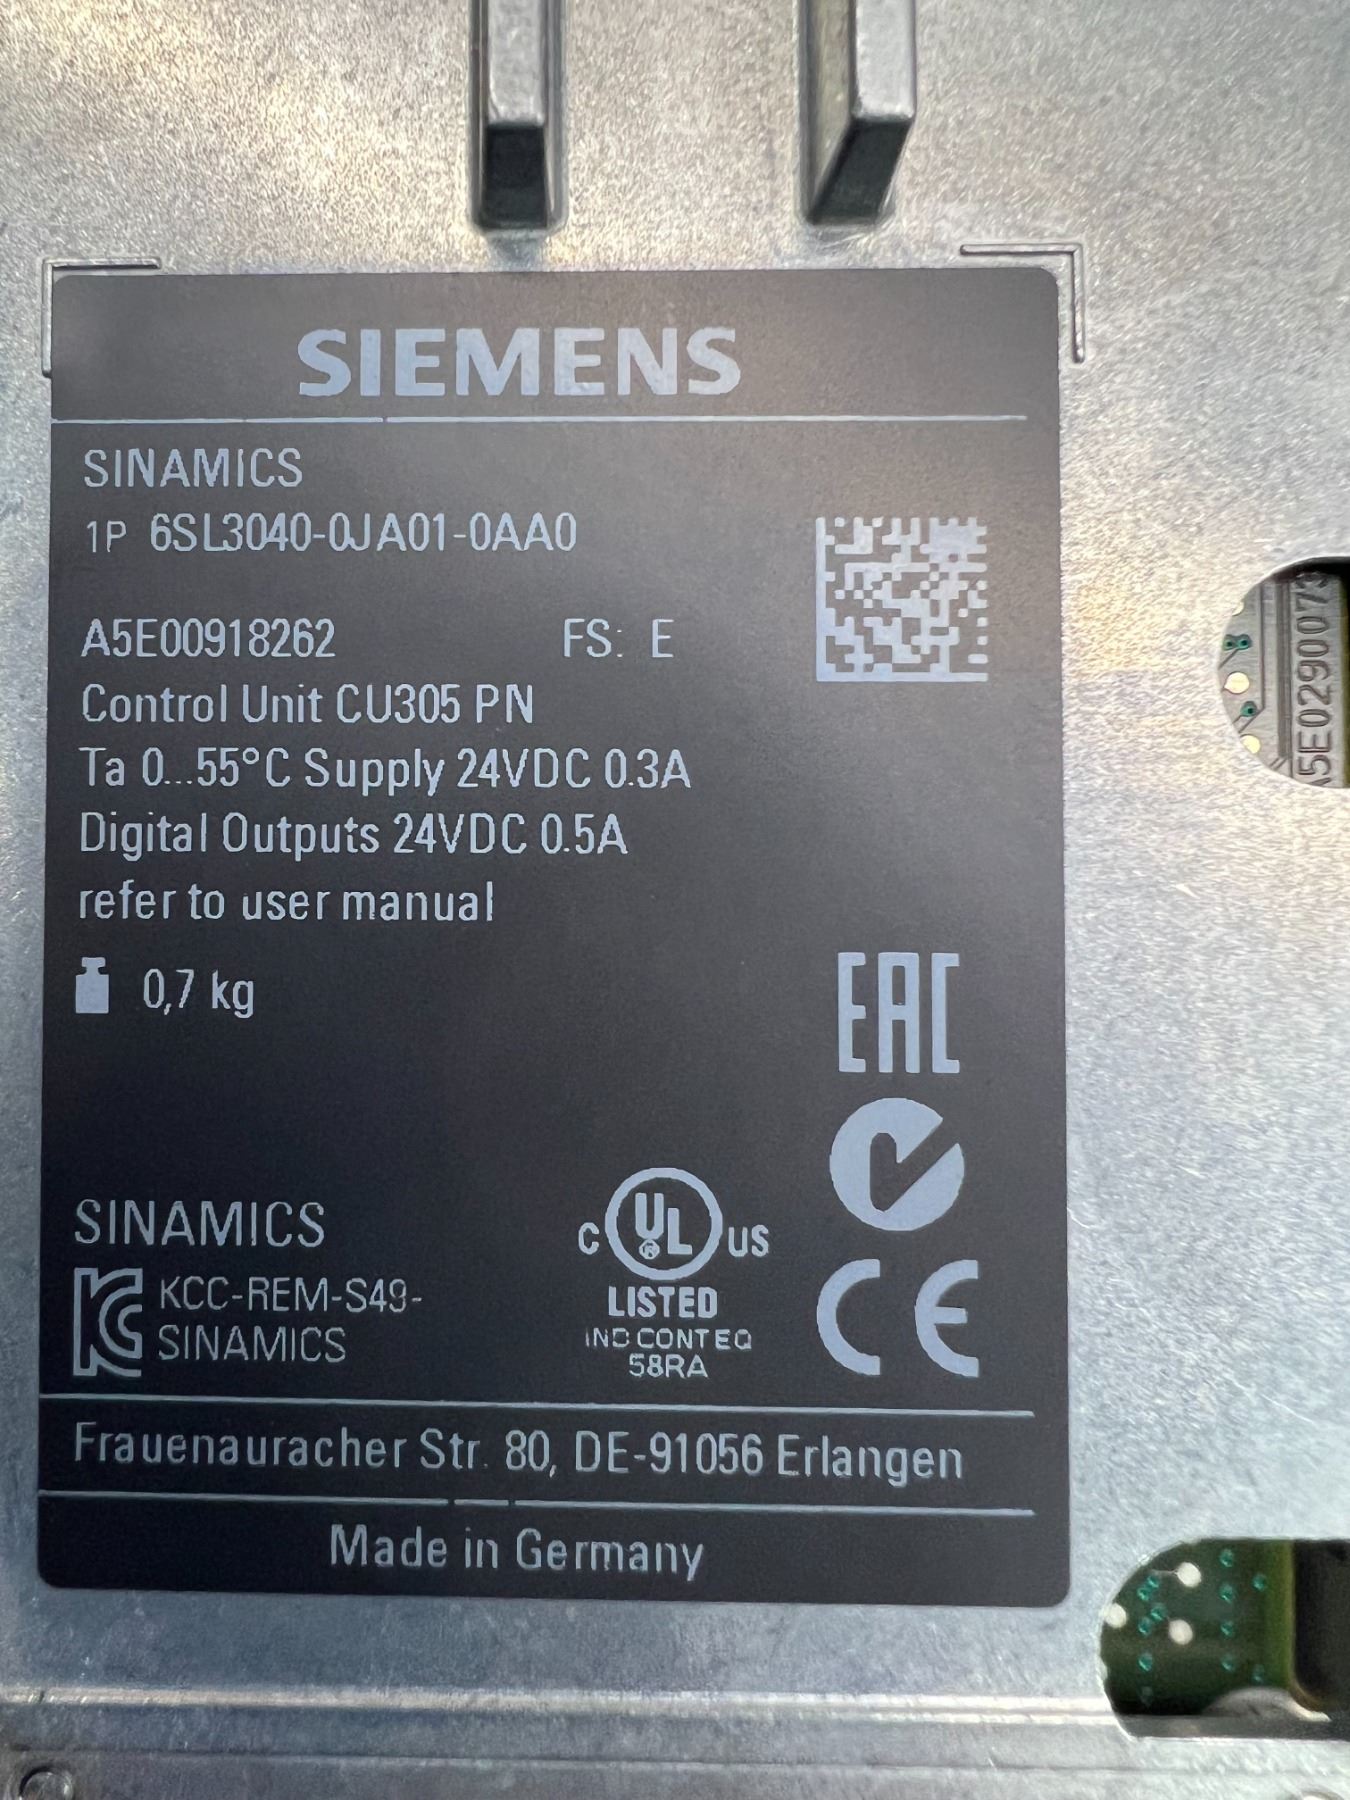 SIEMENS
SINAMICS
1P 6SL3040-0JA01-0AA0
A5E00918262 FS: E
Control Unit CU305 PN
Ta 0...55°C Supply 24VDC 0.3A
Digital Outputs 24VDC 0.5A
refer to user manual
0,7 kg
EAC
SINAMICS
C UL® US
LISTED
IND CONT EQ
58RA
KCC-REM-S49-
SINAMICS
CE
Frauenauracher Str. 80, DE-91056 Erlangen
Made in Germany